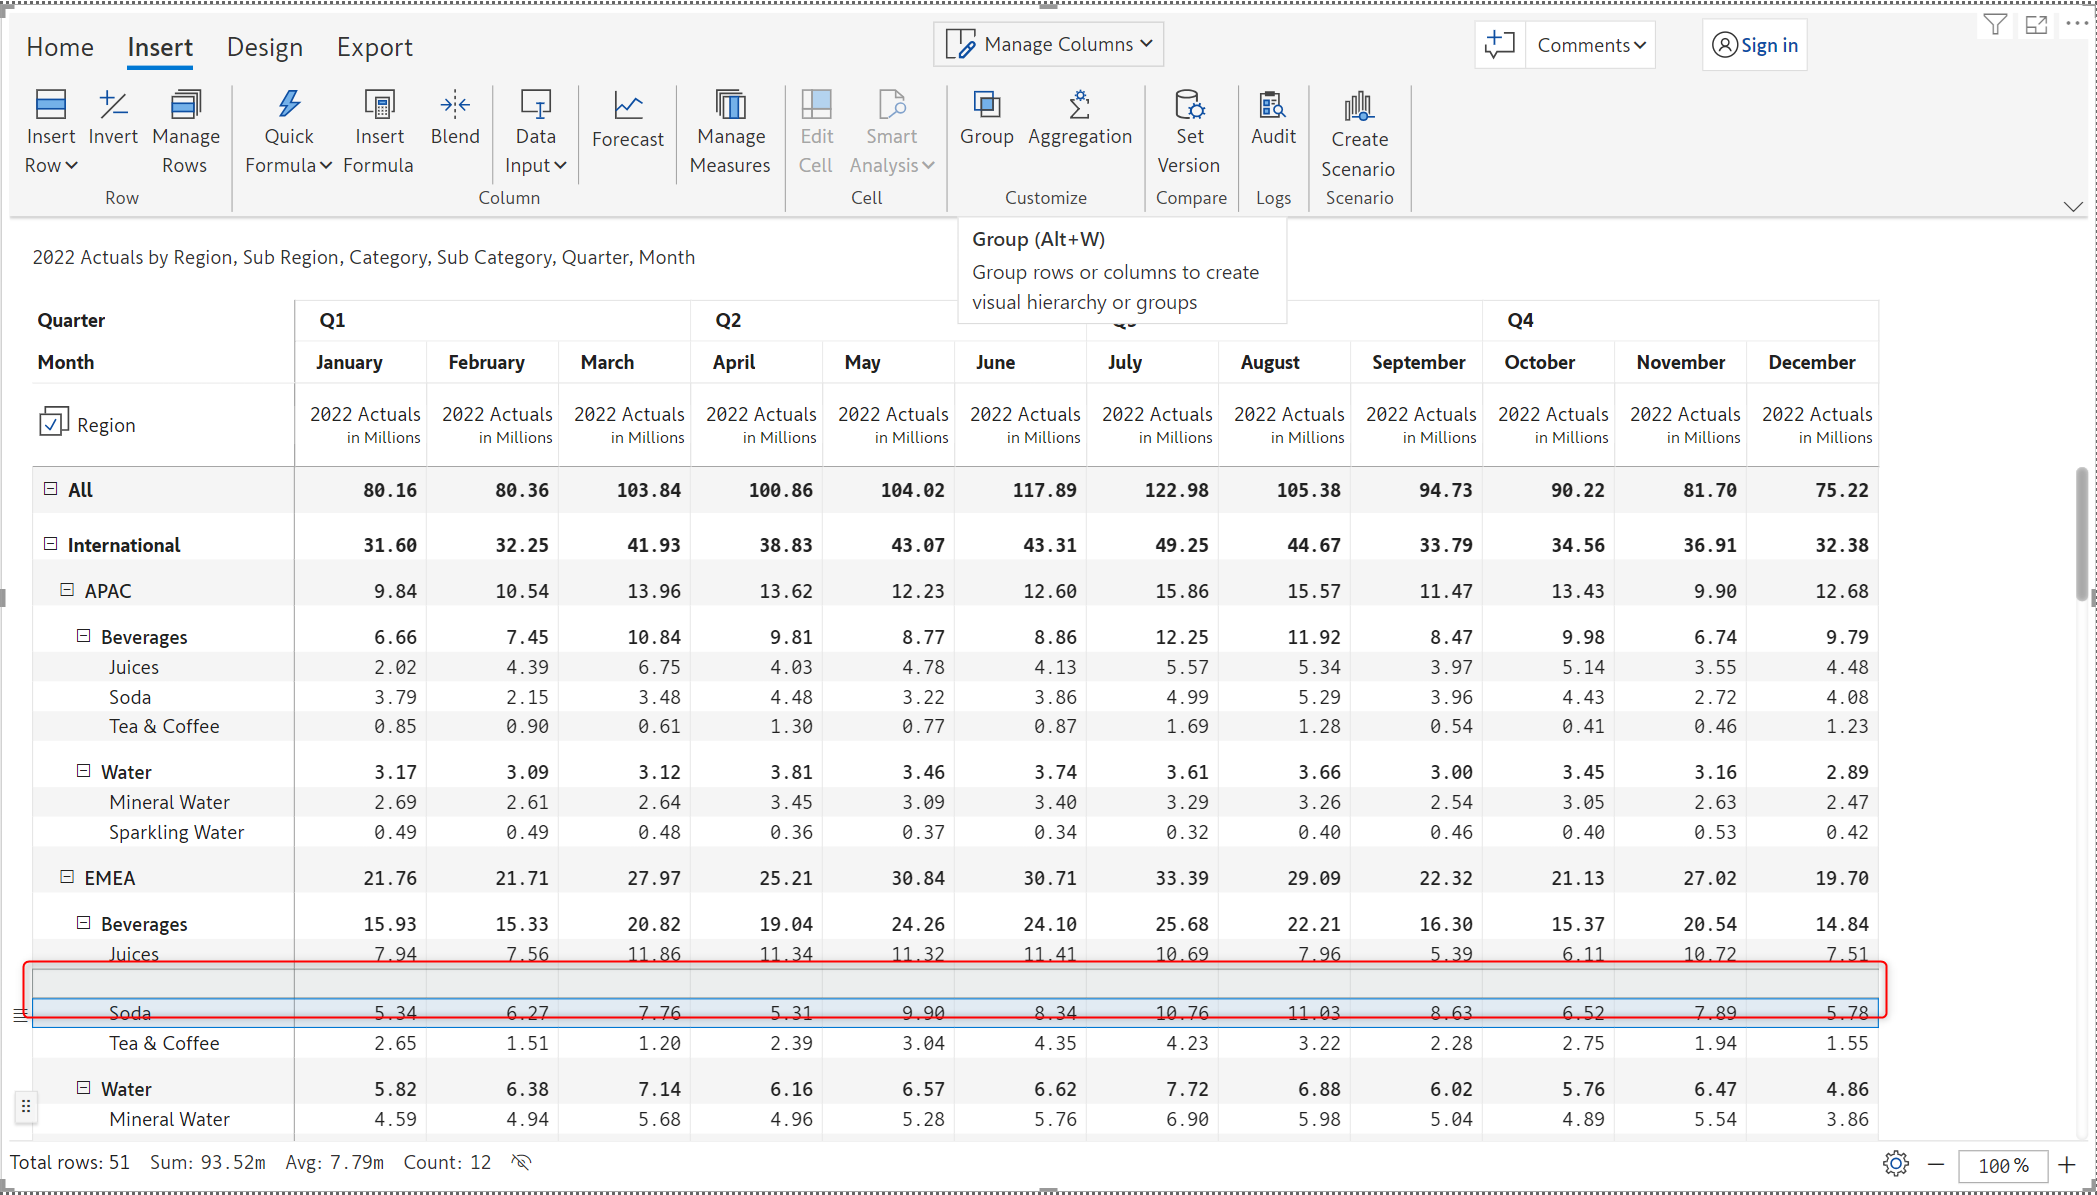 Home Insert Design Export Manage Columns Comments Sign in
Insert Row Invert Manage Rows Quick Formula Insert Formula Blend Data Input Forecast Manage Measures Edit Cell Smart Analysis Group Aggregation Set Version Audit Create Scenario
Row Column Cell Customize Compare Logs Scenario
Group (Alt+W)
Group rows or columns to create
visual hierarchy or groups
2022 Actuals by Region, Sub Region, Category, Sub Category, Quarter, Month
Quarter Q1 Q2 Q3 Q4
Month January February March April May June July August September October November December
Region 2022 Actuals 2022 Actuals 2022 Actuals 2022 Actuals 2022 Actuals 2022 Actuals 2022 Actuals 2022 Actuals 2022 Actuals 2022 Actuals 2022 Actuals 2022 Actuals
in Millions in Millions in Millions in Millions in Millions in Millions in Millions in Millions in Millions in Millions in Millions in Millions
All 80.16 80.36 103.84 100.86 104.02 117.89 122.98 105.38 94.73 90.22 81.70 75.22
International 31.60 32.25 41.93 38.83 43.07 43.31 49.25 44.67 33.79 34.56 36.91 32.38
APAC 9.84 10.54 13.96 13.62 12.23 12.60 15.86 15.57 11.47 13.43 9.90 12.68
Beverages 6.66 7.45 10.84 9.81 8.77 8.86 12.25 11.92 8.47 9.98 6.74 9.79
Juices 2.02 4.39 6.75 4.03 4.78 4.13 5.57 5.34 3.97 5.14 3.55 4.48
Soda 3.79 2.15 3.48 4.48 3.22 3.86 4.99 5.29 3.96 4.43 2.72 4.08
Tea & Coffee 0.85 0.90 0.61 1.30 0.77 0.87 1.69 1.28 0.54 0.41 0.46 1.23
Water 3.17 3.09 3.12 3.81 3.46 3.74 3.61 3.66 3.00 3.45 3.16 2.89
Mineral Water 2.69 2.61 2.64 3.45 3.09 3.40 3.29 3.26 2.54 3.05 2.63 2.47
Sparkling Water 0.49 0.49 0.48 0.36 0.37 0.34 0.32 0.40 0.46 0.40 0.53 0.42
EMEA 21.76 21.71 27.97 25.21 30.84 30.71 33.39 29.09 22.32 21.13 27.02 19.70
Beverages 15.93 15.33 20.82 19.04 24.26 24.10 25.68 22.21 16.30 15.37 20.54 14.84
Juices 7.94 7.56 11.86 11.34 11.32 11.41 10.69 7.96 5.39 6.11 10.72 7.51
Soda 5.34 6.27 7.76 5.31 9.90 8.34 10.76 11.03 8.63 6.52 7.89 5.78
Tea & Coffee 2.65 1.51 1.20 2.39 3.04 4.35 4.23 3.22 2.28 2.75 1.94 1.55
Water 5.82 6.38 7.14 6.16 6.57 6.62 7.72 6.88 6.02 5.76 6.47 4.86
Mineral Water 4.59 4.94 5.68 4.96 5.28 5.76 6.90 5.98 5.04 4.89 5.54 3.86
Total rows: 51 Sum: 93.52m Avg: 7.79m Count: 12 100 %